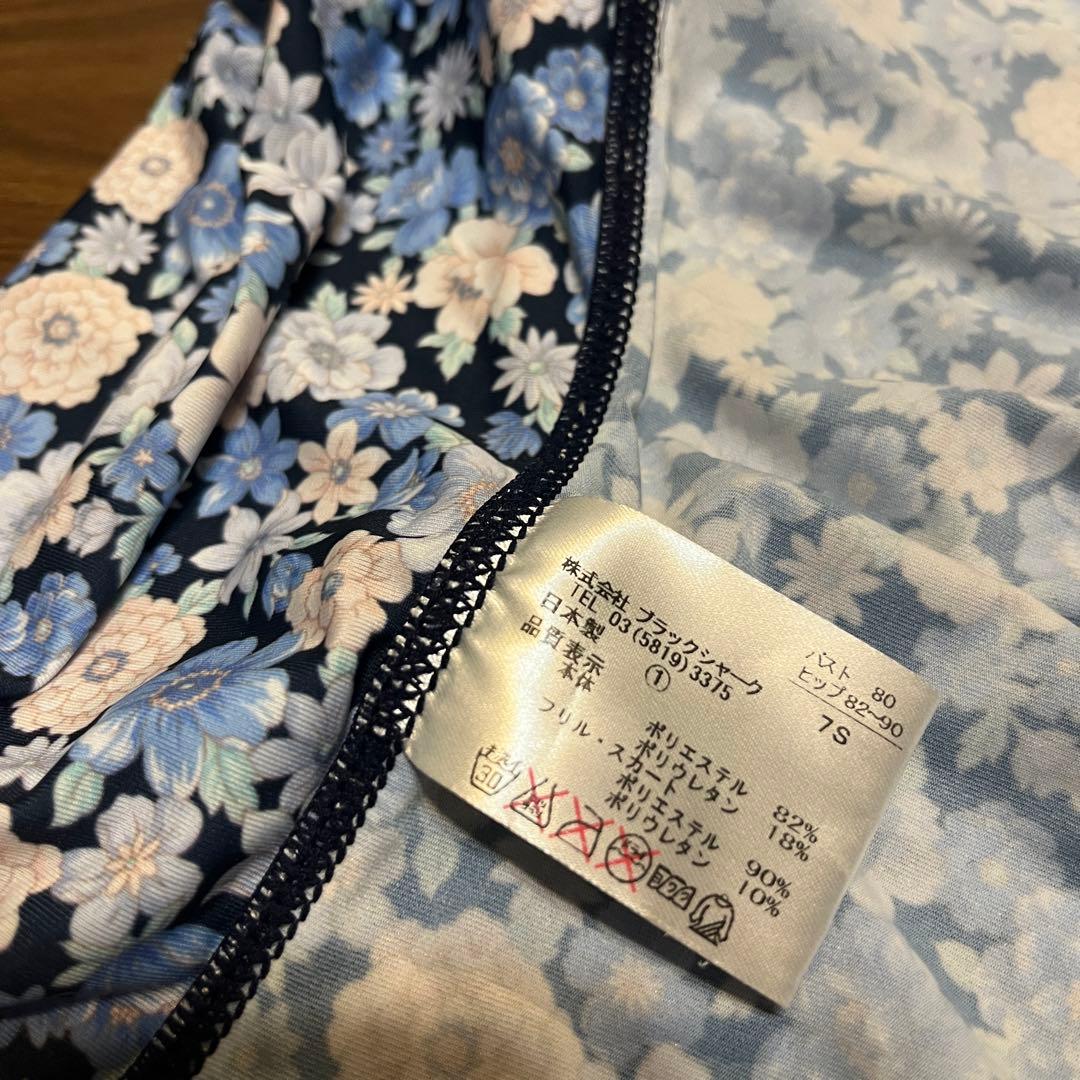 バスト 80
ヒップ82~90
7S
株式会社 ブラックシャーク
TEL 03(5819)3375
日本製 ①
品質表示
本体
ポリエステル 82%
ポリウレタン 18%
フリル・スカート
ポリエステル 90%
ポリウレタン 10%
30